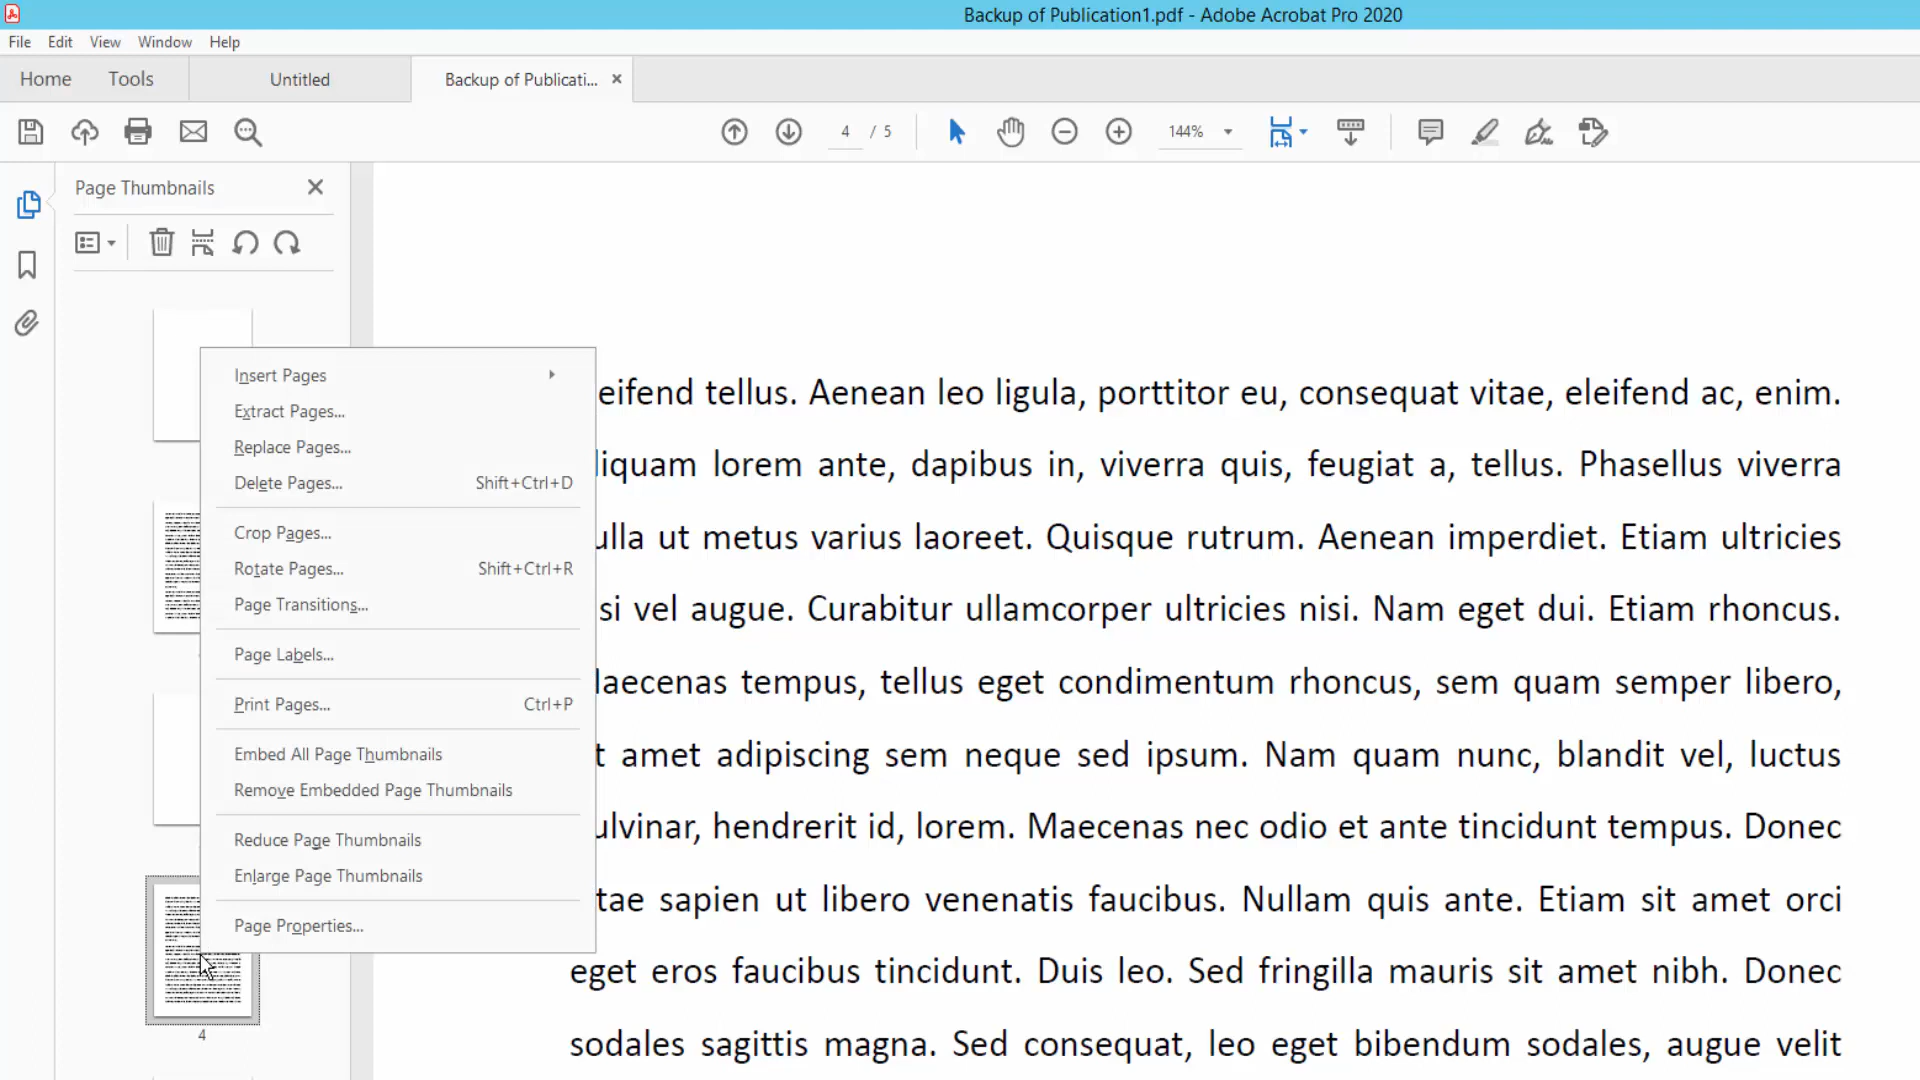 Backup of Publication1.pdf - Adobe Acrobat Pro 2020
File Edit View Window Help
Home Tools Untitled Backup of Publicati...
4 / 5 144%
Page Thumbnails
Insert Pages
Extract Pages...
Replace Pages...
Delete Pages... Shift+Ctrl+D
Crop Pages...
Rotate Pages... Shift+Ctrl+R
Page Transitions...
Page Labels...
Print Pages... Ctrl+P
Embed All Page Thumbnails
Remove Embedded Page Thumbnails
Reduce Page Thumbnails
Enlarge Page Thumbnails
Page Properties...
4
eifend tellus. Aenean leo ligula, porttitor eu, consequat vitae, eleifend ac, enim.
liquam lorem ante, dapibus in, viverra quis, feugiat a, tellus. Phasellus viverra
ulla ut metus varius laoreet. Quisque rutrum. Aenean imperdiet. Etiam ultricies
si vel augue. Curabitur ullamcorper ultricies nisi. Nam eget dui. Etiam rhoncus.
aecenas tempus, tellus eget condimentum rhoncus, sem quam semper libero,
t amet adipiscing sem neque sed ipsum. Nam quam nunc, blandit vel, luctus
ulvinar, hendrerit id, lorem. Maecenas nec odio et ante tincidunt tempus. Donec
tae sapien ut libero venenatis faucibus. Nullam quis ante. Etiam sit amet orci
eget eros faucibus tincidunt. Duis leo. Sed fringilla mauris sit amet nibh. Donec
sodales sagittis magna. Sed consequat, leo eget bibendum sodales, augue velit